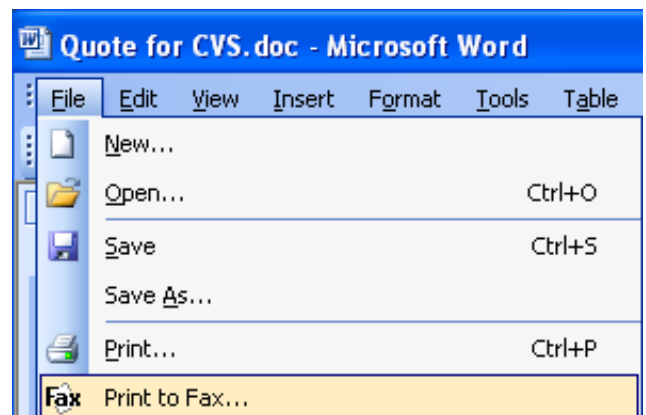 Quote for CVS.doc - Microsoft Word
File Edit View Insert Format Tools Table
New...
Open... Ctrl+O
Save Ctrl+S
Save As...
Print... Ctrl+P
Fax Print to Fax...